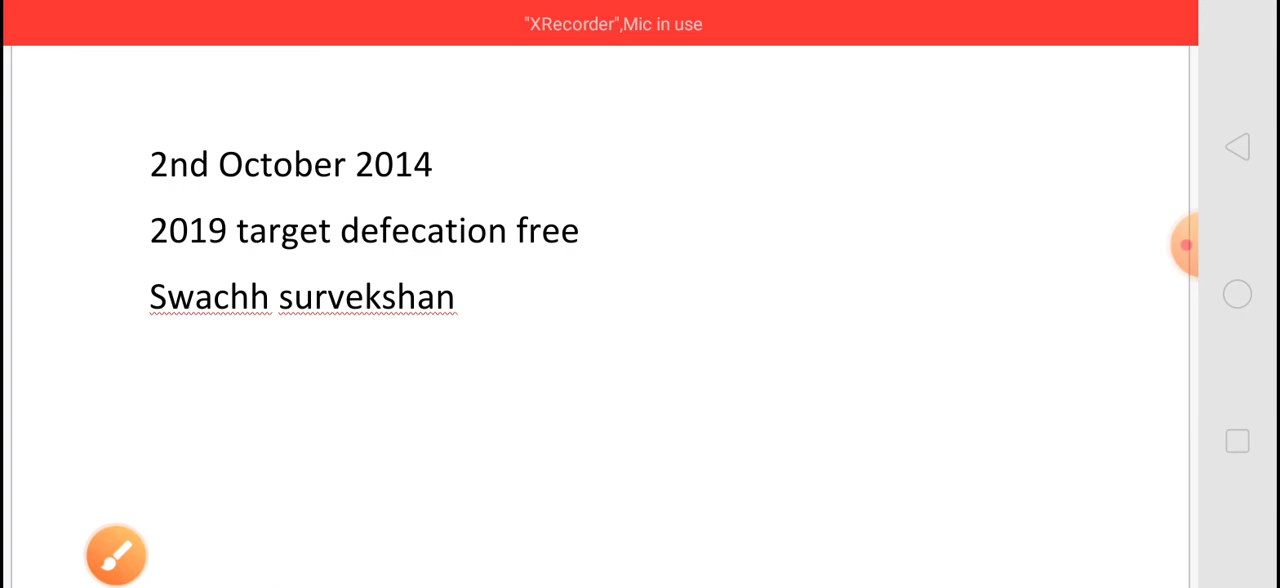 "XRecorder",Mic in use
2nd October 2014
2019 target defecation free
Swachh survekshan